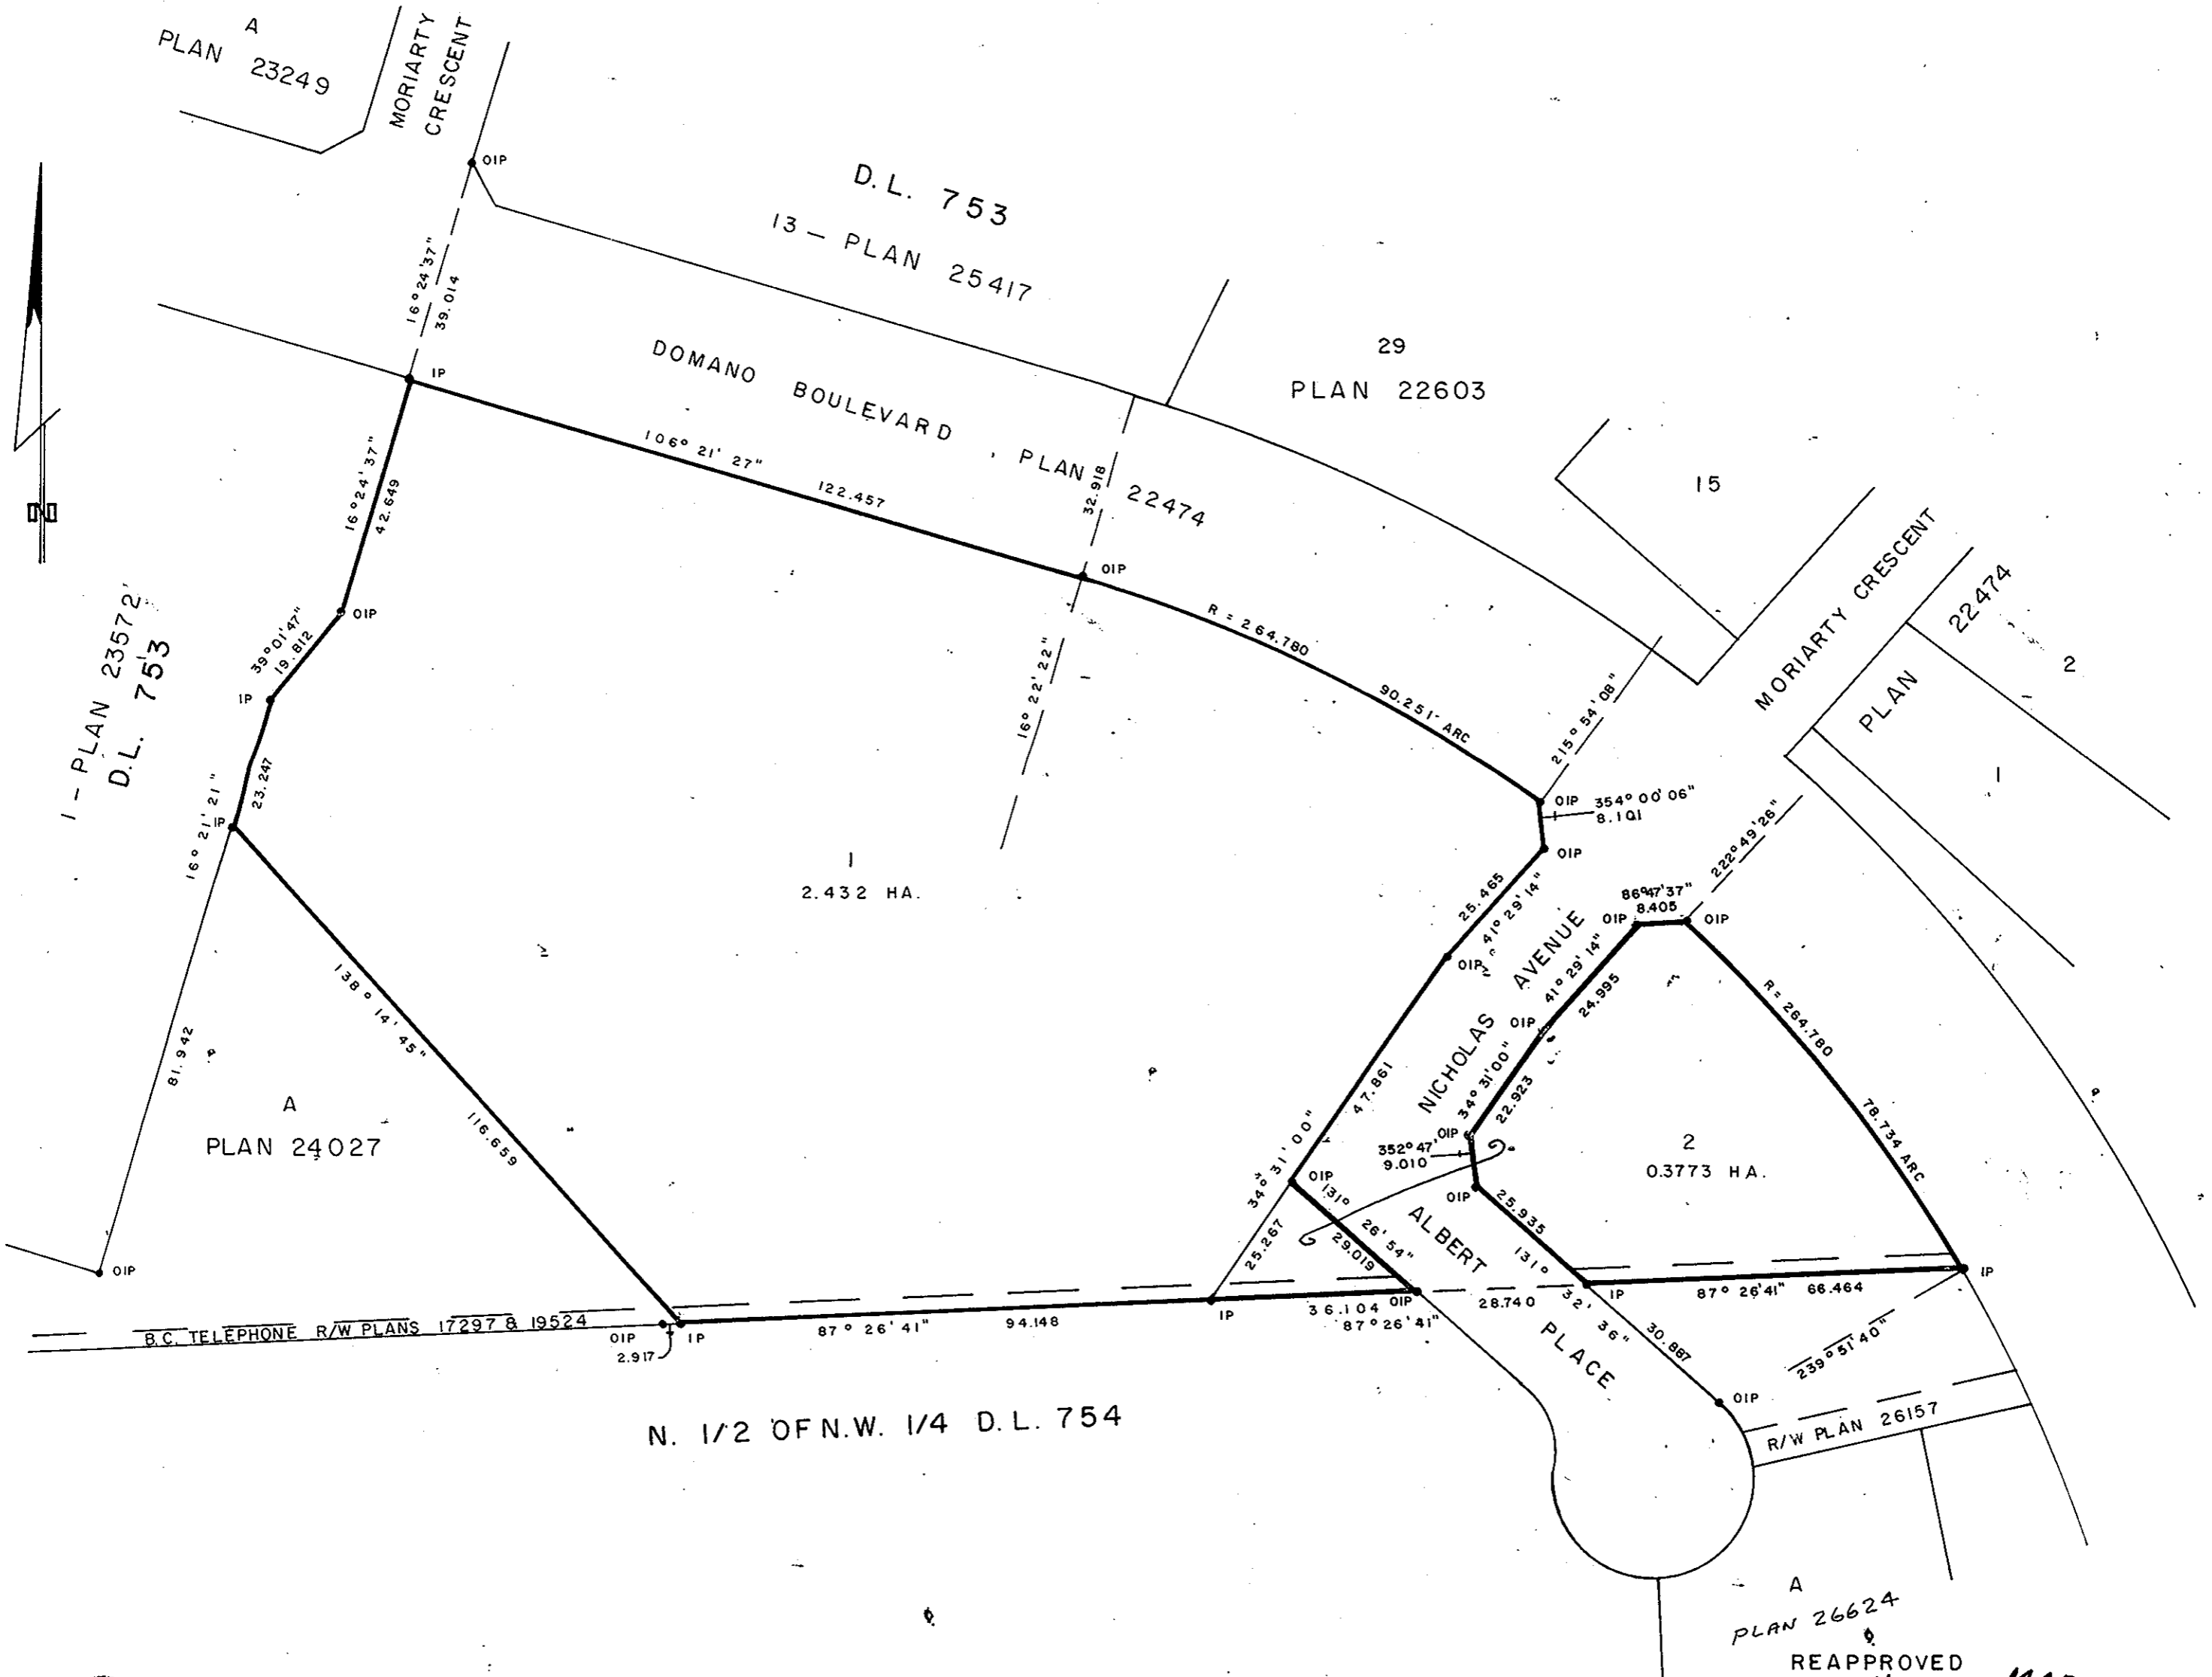 A
PLAN 23249
MORIARTY
CRESCENT
OIP
D.L. 753
13 - PLAN 25417
16° 24' 37"
39.014
29
PLAN 22603
IP
DOMANO BOULEVARD, PLAN 22474
106° 21' 27"
122.457
32.918
15
16° 24' 37"
42.649
OIP
OIP
MORIARTY CRESCENT
PLAN 22474
2
1
N
1 - PLAN 23572
D.L. 753
39° 01' 47"
19.812
IP
R = 264.780
90.251 ARC
16° 22' 22"
215° 54' 08"
23.247
16° 21' 21"
IP
OIP
354° 00' 06"
8.101
OIP
1
2.432 HA.
222° 49' 26"
25.465
41° 29' 14"
86° 47' 37"
8.405
OIP
OIP
OIP
NICHOLAS AVENUE
41° 29' 14"
24.995
R = 264.780
78.734 ARC
138° 14' 45"
116.659
81.942
OIP
34° 31' 00"
22.923
47.861
A
PLAN 24027
OIP
352° 47'
9.010
2
0.3773 HA.
34° 31' 00"
OIP
OIP
131° 26' 54"
29.019
25.267
25.935
131° 32' 36"
ALBERT PLACE
OIP
B.C. TELEPHONE R/W PLANS 17297 & 19524
OIP
IP
2.917
87° 26' 41"
94.148
IP
36.104
OIP
87° 26' 41"
28.740
IP
87° 26' 41"
66.464
IP
30.887
239° 51' 40"
OIP
R/W PLAN 26157
N. 1/2 OF N.W. 1/4 D.L. 754
A
PLAN 26624
REAPPROVED